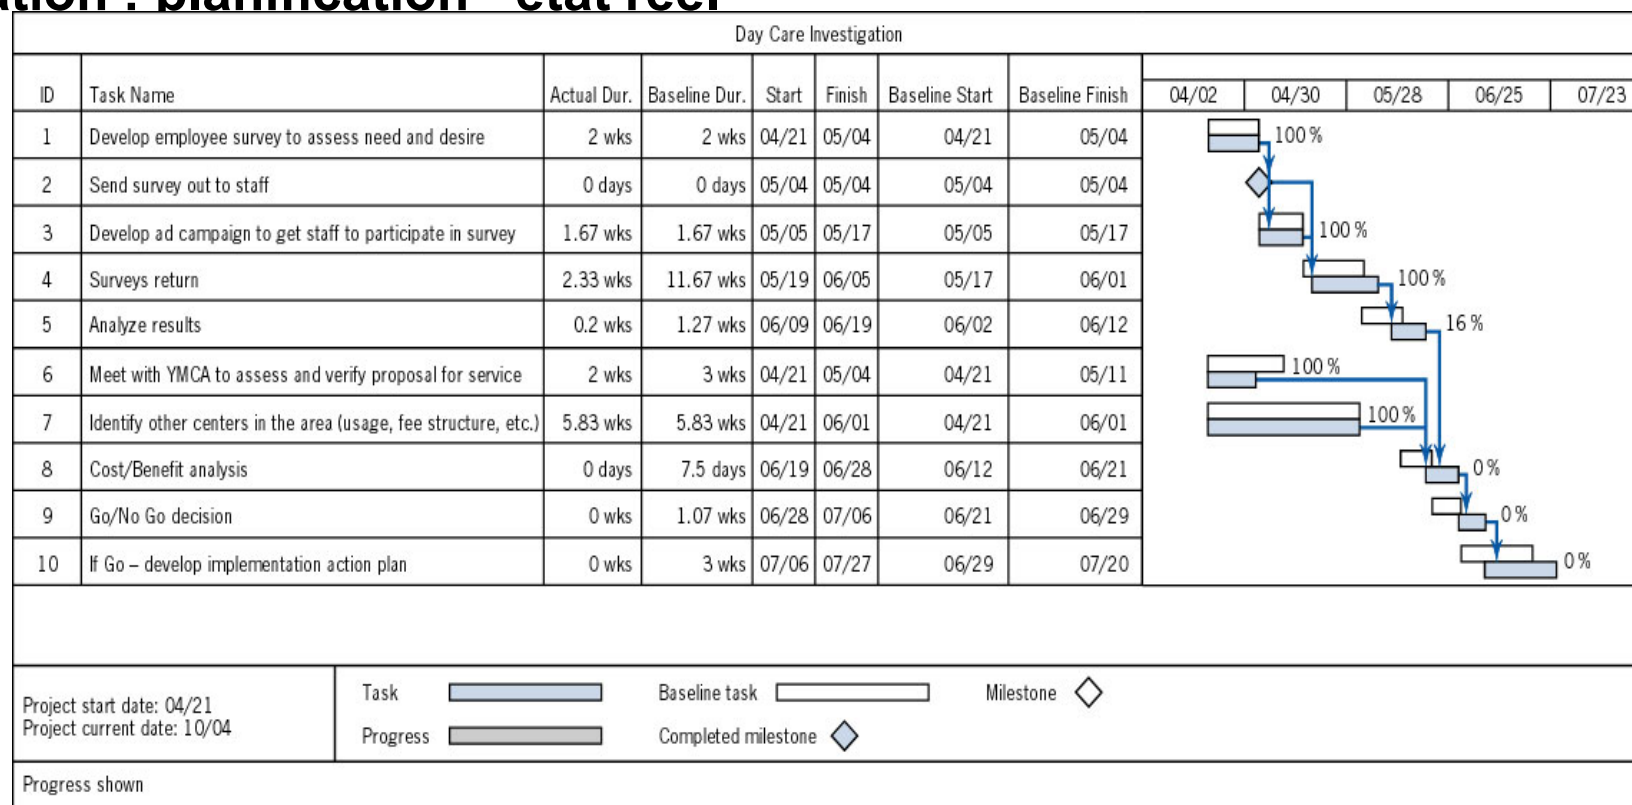 ation : planification - état réel
Day Care Investigation
ID Task Name Actual Dur. Baseline Dur. Start Finish Baseline Start Baseline Finish 04/02 04/30 05/28 06/25 07/23
1 Develop employee survey to assess need and desire 2 wks 2 wks 04/21 05/04 04/21 05/04 100%
2 Send survey out to staff 0 days 0 days 05/04 05/04 05/04 05/04
3 Develop ad campaign to get staff to participate in survey 1.67 wks 1.67 wks 05/05 05/17 05/05 05/17 100%
4 Surveys return 2.33 wks 11.67 wks 05/19 06/05 05/17 06/01 100%
5 Analyze results 0.2 wks 1.27 wks 06/09 06/19 06/02 06/12 16%
6 Meet with YMCA to assess and verify proposal for service 2 wks 3 wks 04/21 05/04 04/21 05/11 100%
7 Identify other centers in the area (usage, fee structure, etc.) 5.83 wks 5.83 wks 04/21 06/01 04/21 06/01 100%
8 Cost/Benefit analysis 0 days 7.5 days 06/19 06/28 06/12 06/21 0%
9 Go/No Go decision 0 wks 1.07 wks 06/28 07/06 06/21 06/29 0%
10 If Go – develop implementation action plan 0 wks 3 wks 07/06 07/27 06/29 07/20 0%
Project start date: 04/21
Project current date: 10/04
Task Baseline task Milestone
Progress Completed milestone
Progress shown